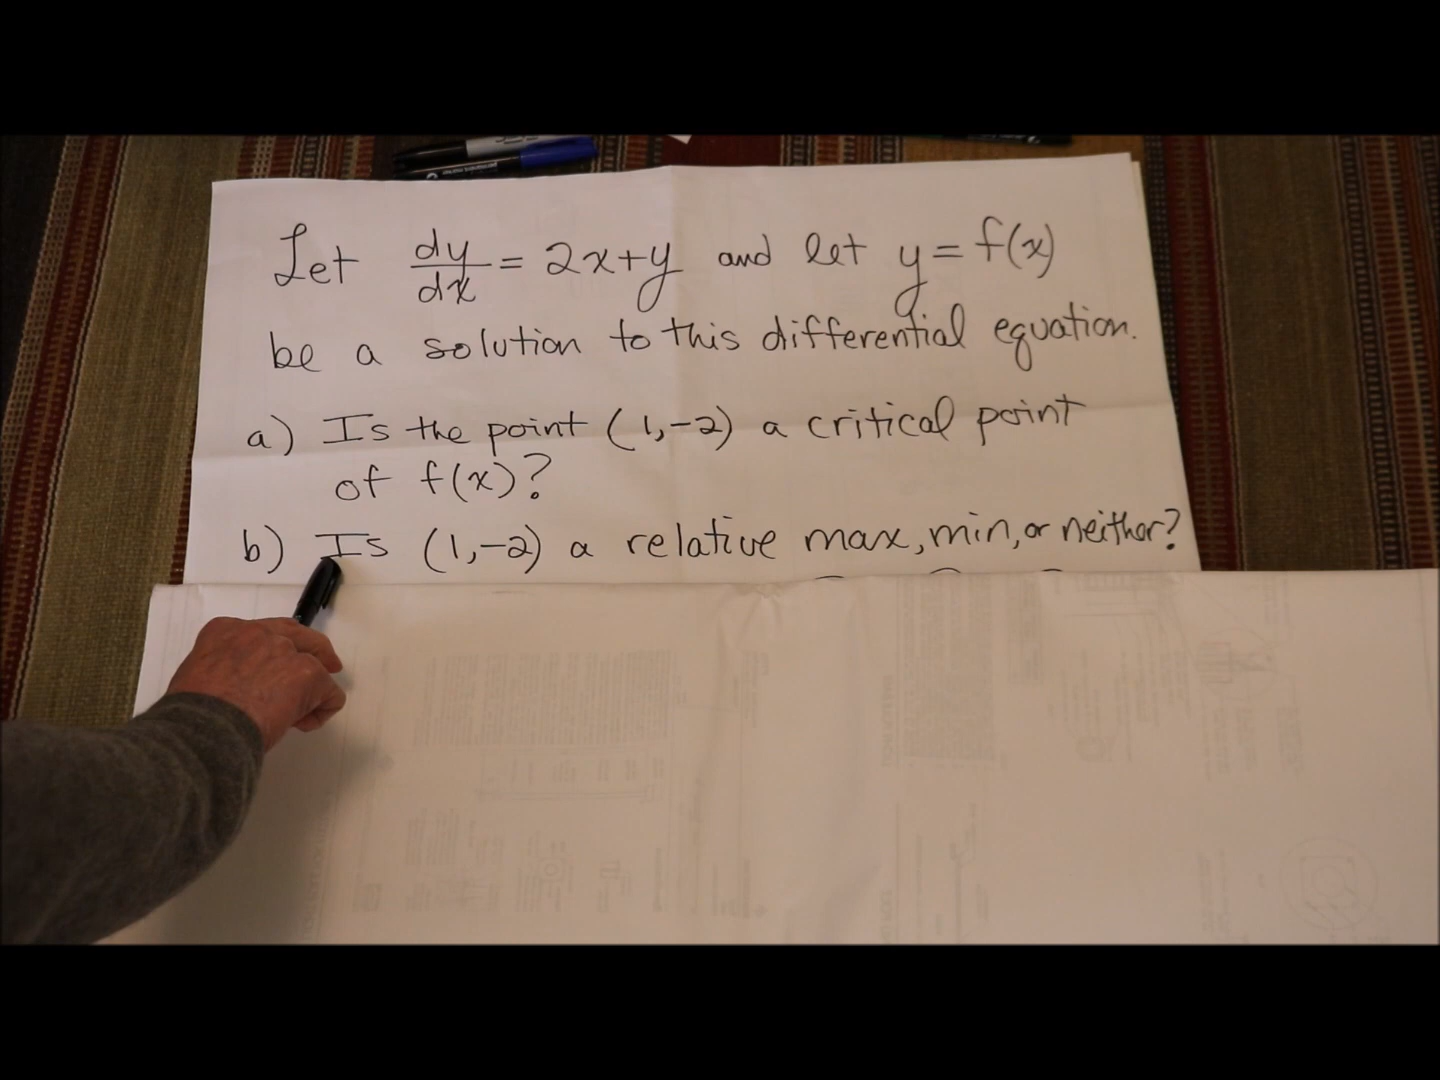 Let dy/dx = 2x+y and let y = f(x)
be a solution to this differential equation.
a) Is the point (1,-2) a critical point
of f(x)?
b) Is (1,-2) a relative max, min, or neither?